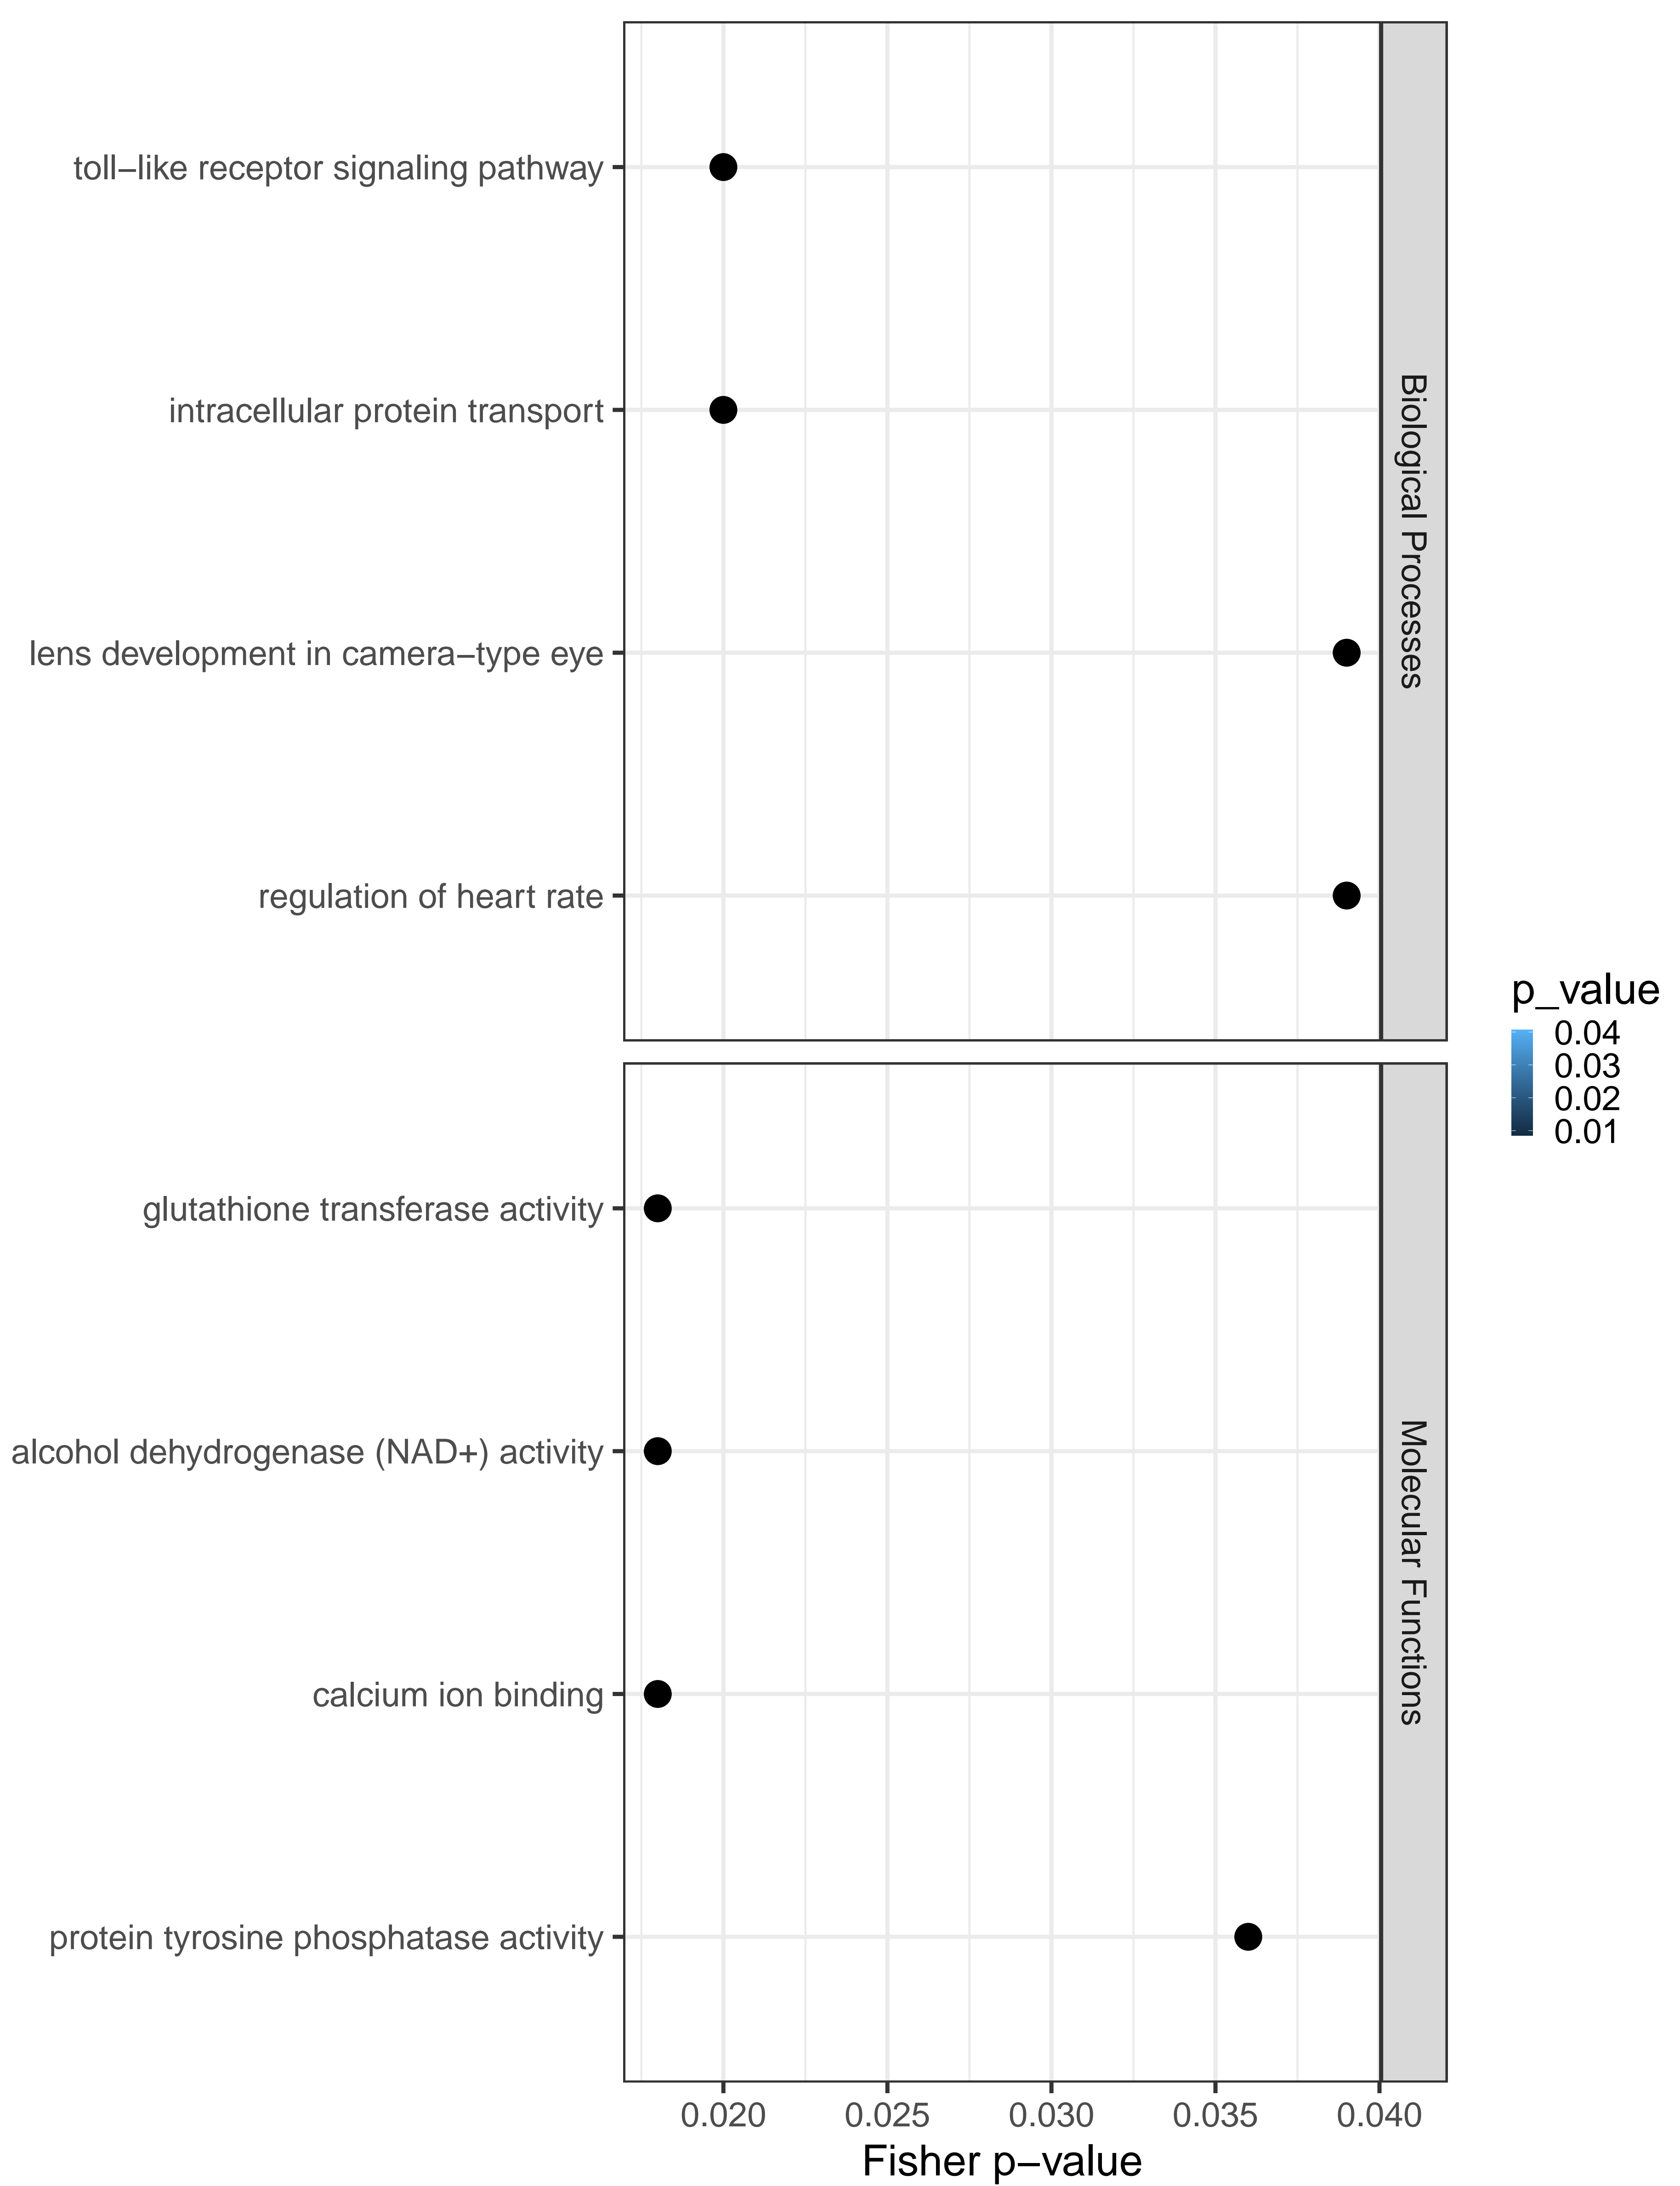 toll−like receptor signaling pathway
intracellular protein transport
lens development in camera−type eye
regulation of heart rate
Biological Processes
glutathione transferase activity
alcohol dehydrogenase (NAD+) activity
calcium ion binding
protein tyrosine phosphatase activity
Molecular Functions
0.020 0.025 0.030 0.035 0.040
Fisher p−value
p_value
0.04
0.03
0.02
0.01